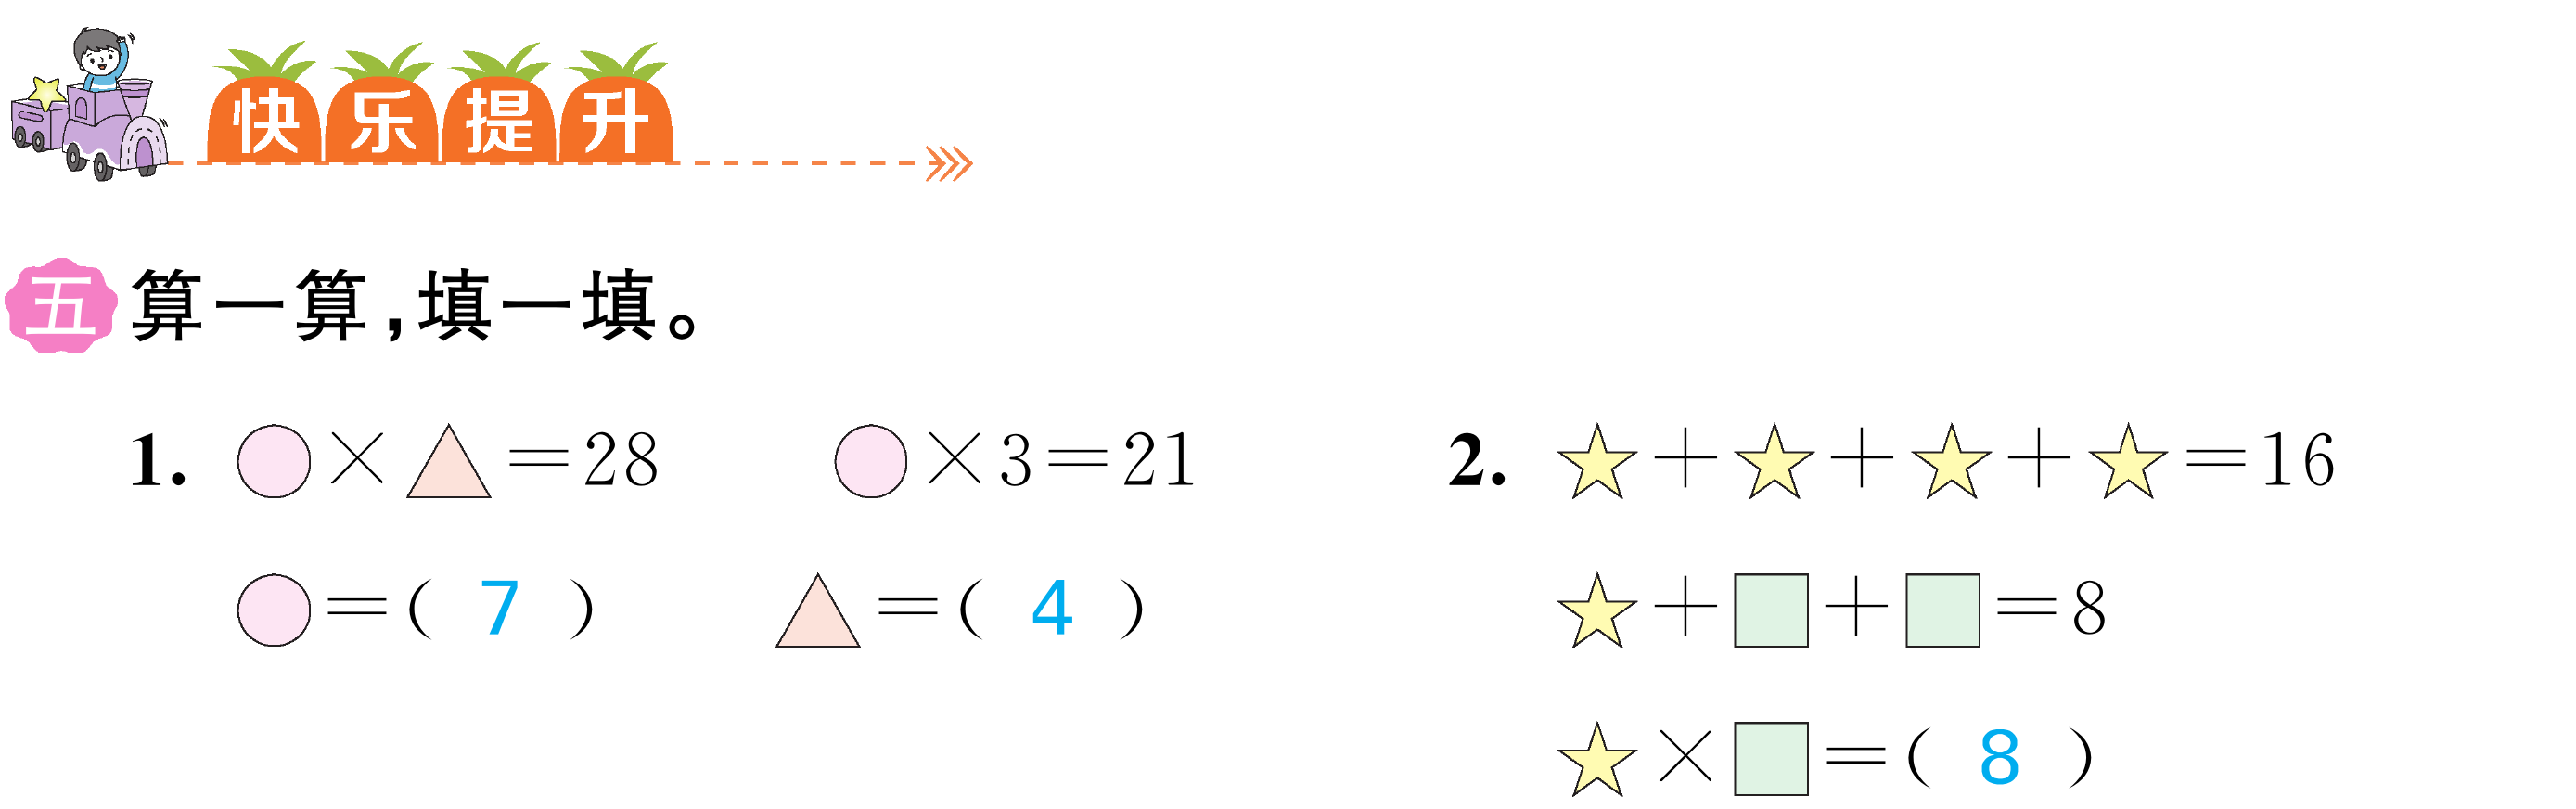 快乐提升
五 算一算，填一填。
1. ○×△=28 ○×3=21
○=( 7 ) △=( 4 )
2. ☆+☆+☆+☆=16
☆+□+□=8
☆×□=( 8 )